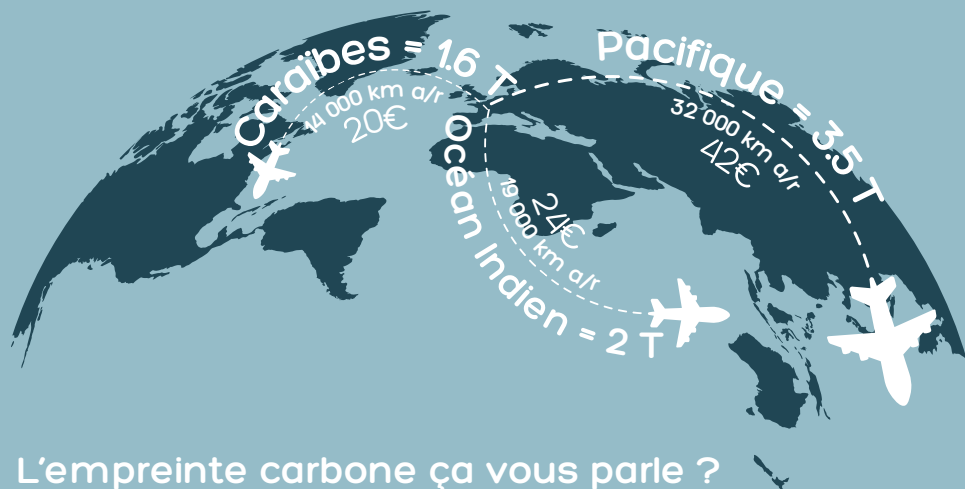 Caraïbes = 1.6 T
14 000 km a/r
20€
Pacifique = 3.5 T
32 000 km a/r
42€
Océan Indien = 2 T
24€
19 000 km a/r
L'empreinte carbone ça vous parle ?